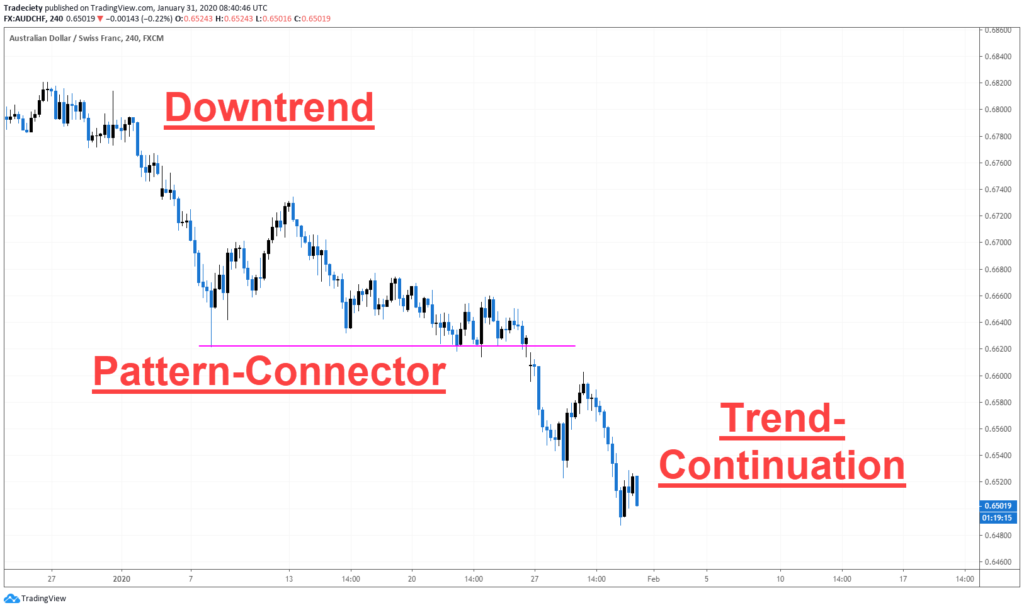 Tradeciety published on TradingView.com, January 31, 2020 08:40:46 UTC
FX:AUDCHF, 240 0.65019 ▼ −0.00143 (−0.22%) O:0.65243 H:0.65243 L:0.65016 C:0.65019
Australian Dollar / Swiss Franc, 240, FXCM
Downtrend
Pattern-Connector
Trend-
Continuation
0.68600
0.68400
0.68200
0.68000
0.67800
0.67600
0.67400
0.67200
0.67000
0.66800
0.66600
0.66400
0.66200
0.66000
0.65800
0.65600
0.65400
0.65200
0.65019
01:19:15
0.64800
0.64600
27 2020 7 13 14:00 20 14:00 27 14:00 Feb 5 10 14:00 17 14:00
TradingView